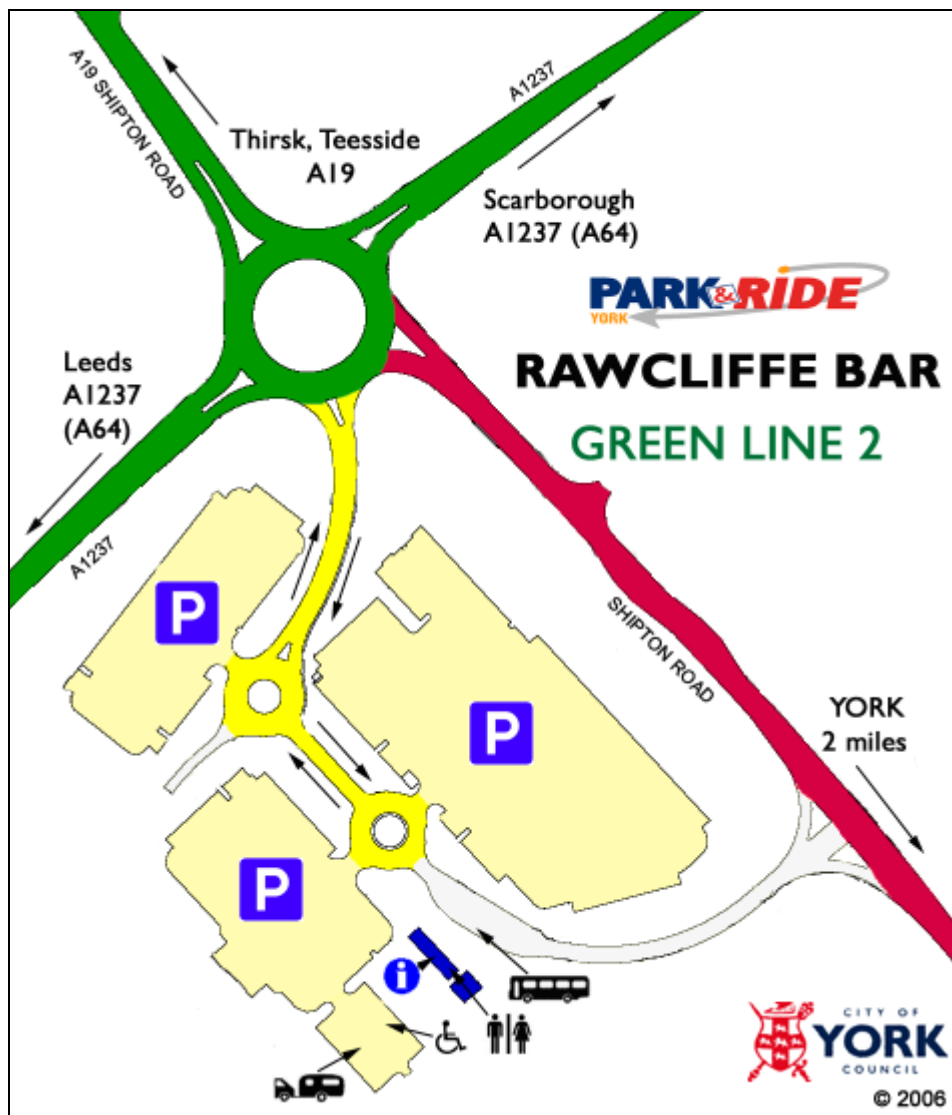 A19 SHIPTON ROAD
A1237
Thirsk, Teesside
A19
Scarborough
A1237 (A64)
PARK & RIDE
YORK
RAWCLIFFE BAR
GREEN LINE 2
Leeds
A1237
(A64)
A1237
P
P
P
SHIPTON ROAD
YORK
2 miles
i
CITY OF
YORK
COUNCIL
© 2006